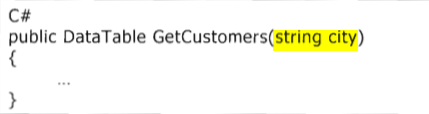 C#
public DataTable GetCustomers(string city)
{
...
}